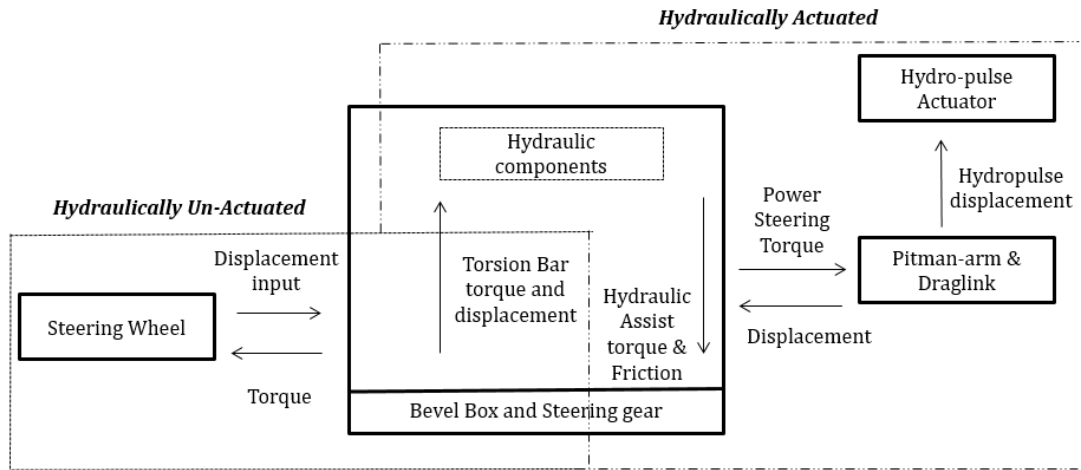 Hydraulically Actuated
Hydro-pulse
Actuator
Hydraulic
components
Hydropulse
displacement
Power
Steering
Torque
Hydraulically Un-Actuated
Displacement
input
Torsion Bar
torque and
displacement
Pitman-arm &
Draglink
Steering Wheel
Hydraulic
Assist
torque &
Friction
Displacement
Torque
Bevel Box and Steering gear